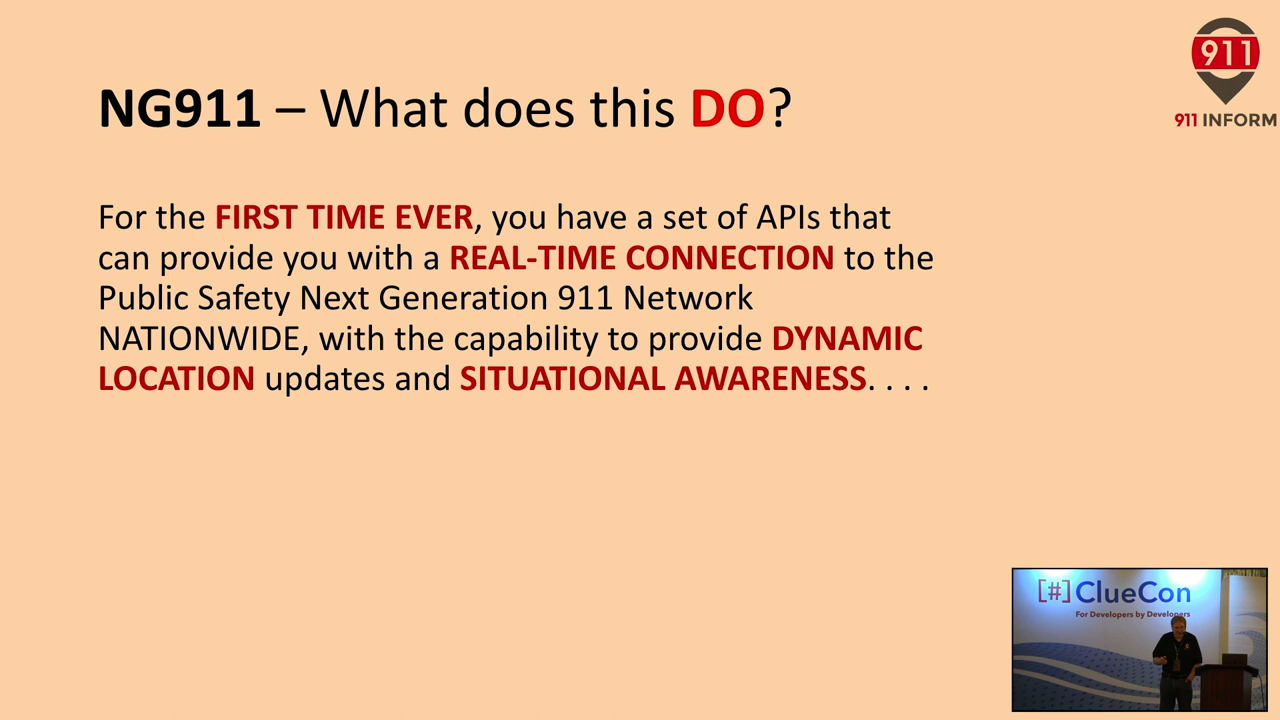 911
911 INFORM
NG911 – What does this DO?
For the FIRST TIME EVER, you have a set of APIs that
can provide you with a REAL-TIME CONNECTION to the
Public Safety Next Generation 911 Network
NATIONWIDE, with the capability to provide DYNAMIC
LOCATION updates and SITUATIONAL AWARENESS. . . .
[#] ClueCon
For Developers by Developers